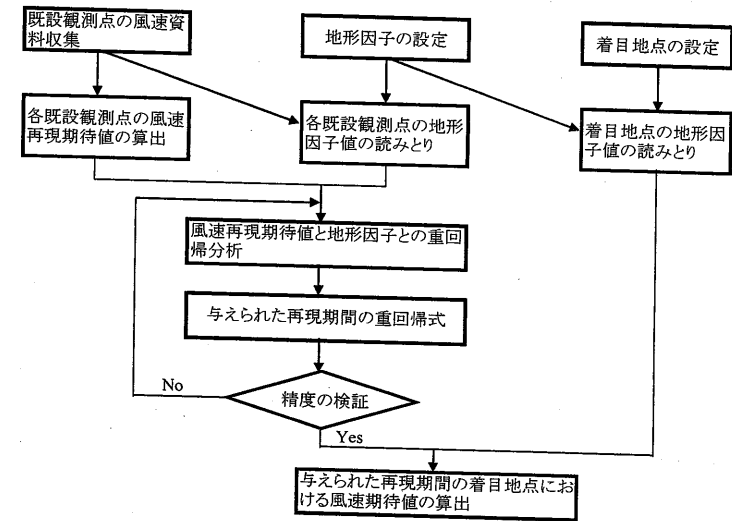 既設観測点の風速資
料収集
地形因子の設定
着目地点の設定
各既設観測点の風速
再現期待値の算出
各既設観測点の地形
因子値の読みとり
着目地点の地形因
子値の読みとり
風速再現期待値と地形因子との重回
帰分析
与えられた再現期間の重回帰式
No
精度の検証
Yes
与えられた再現期間の着目地点にお
ける風速期待値の算出